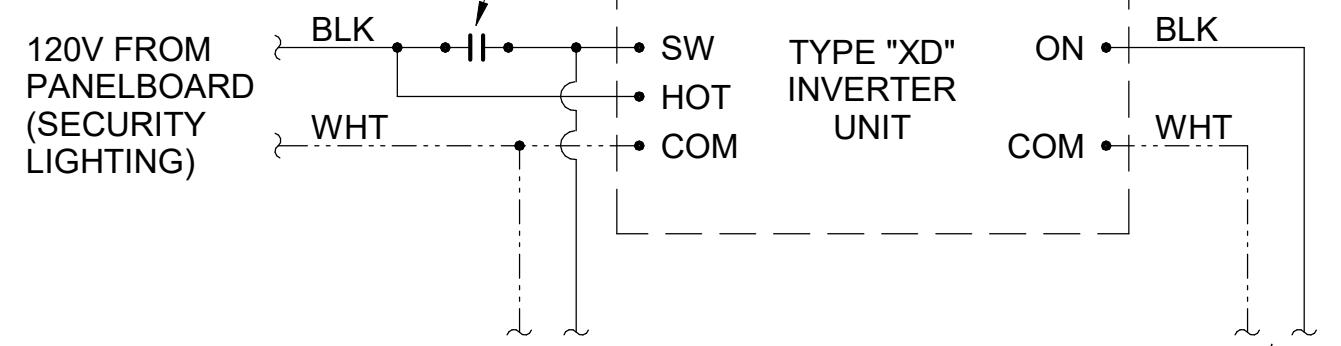 120V FROM
PANELBOARD
(SECURITY
LIGHTING)
BLK
WHT
SW
HOT
COM
TYPE "XD"
INVERTER
UNIT
ON
COM
BLK
WHT